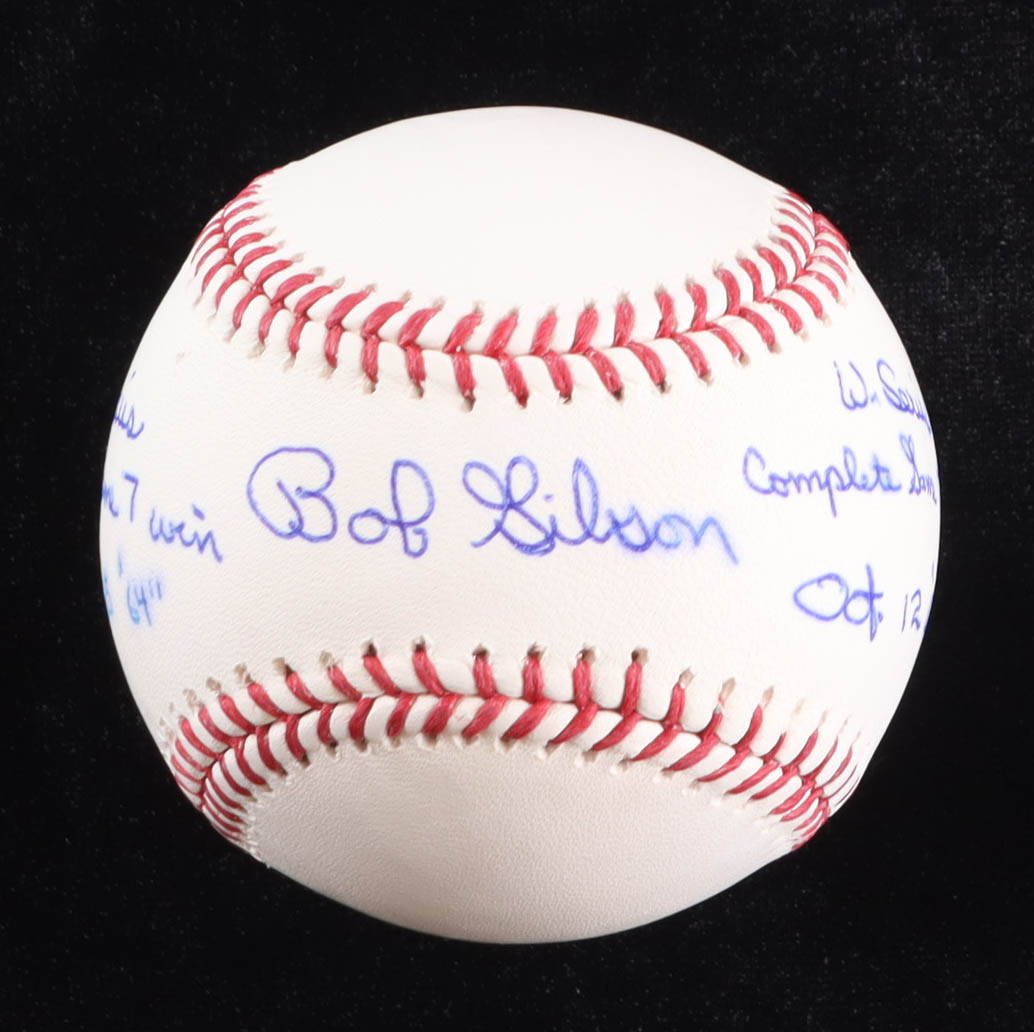 7 win
'64"
Bob Gibson
W.
Complete
Oct. 12